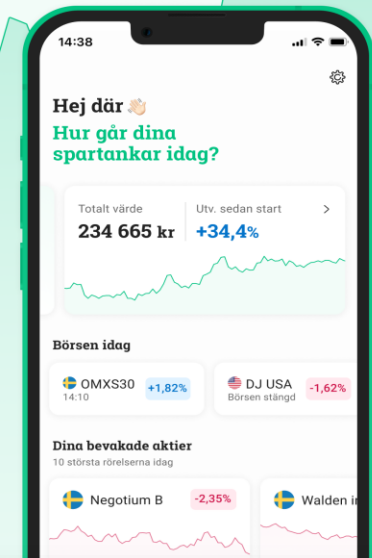 14:38
Hej där 👋🏻
Hur går dina
spartankar idag?
Totalt värde
Utv. sedan start
234 665 kr
+34,4%
Börsen idag
OMXS30
+1,82%
14:10
DJ USA
-1,62%
Börsen stängd
Dina bevakade aktier
10 största rörelserna idag
Negotium B
-2,35%
Walden i